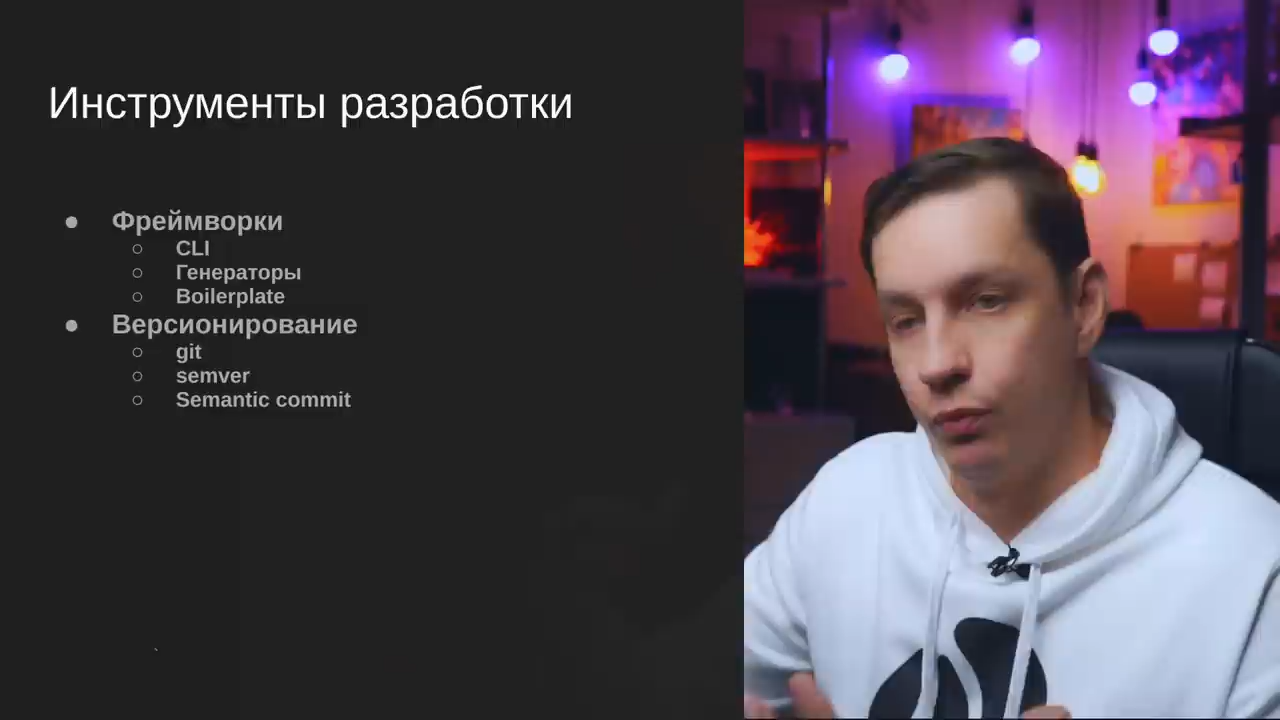 Инструменты разработки
Фреймворки
CLI
Генераторы
Boilerplate
Версионирование
git
semver
Semantic commit